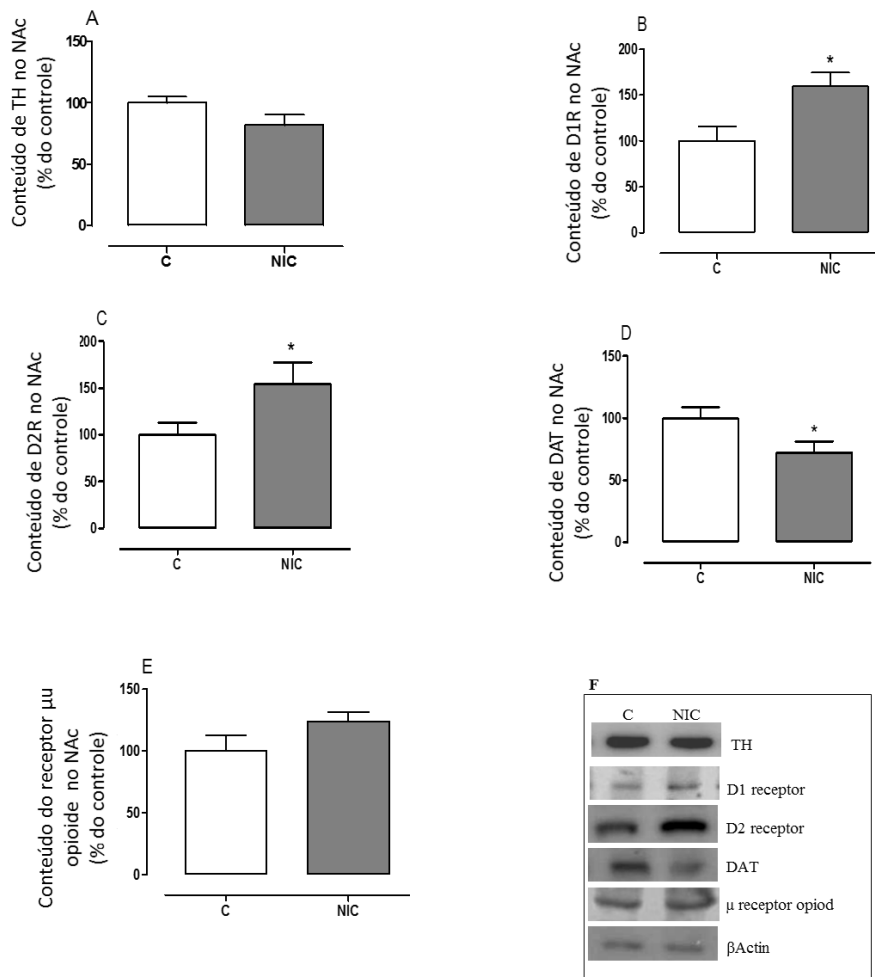 A
Conteúdo de TH no NAc
(% do controle)
150
100
50
0
C NIC
B
Conteúdo de D1R no NAc
(% do controle)
200
150
100
50
0
*
C NIC
C
Conteúdo de D2R no NAc
(% do controle)
200
150
100
50
0
*
C NIC
D
Conteúdo de DAT no NAc
(% do controle)
150
100
50
0
*
C NIC
E
Conteúdo do receptor µu
opioide no NAc
(% do controle)
150
100
50
0
C NIC
F
C NIC
TH
D1 receptor
D2 receptor
DAT
µ receptor opiod
βActin